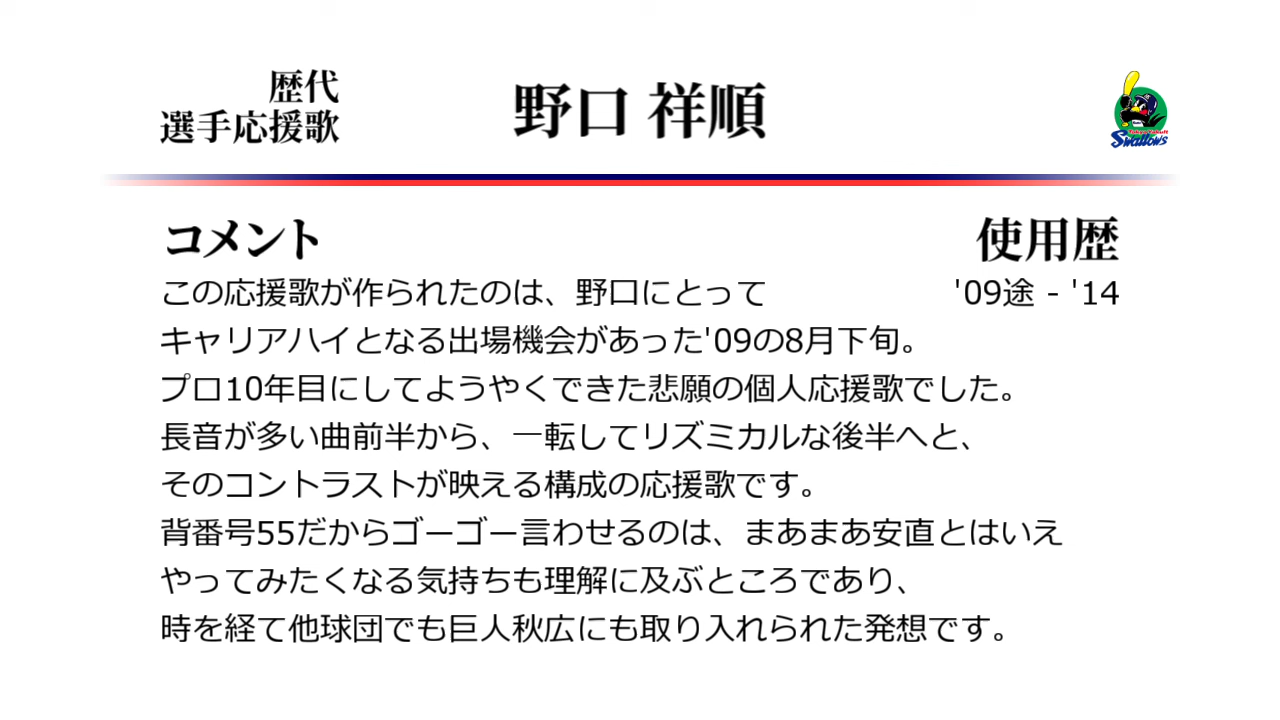 歴代
選手応援歌
野口 祥順
Swallows
コメント
使用歴
この応援歌が作られたのは、野口にとって
'09途 - '14
キャリアハイとなる出場機会があった'09の8月下旬。
プロ10年目にしてようやくできた悲願の個人応援歌でした。
長音が多い曲前半から、一転してリズミカルな後半へと、
そのコントラストが映える構成の応援歌です。
背番号55だからゴーゴー言わせるのは、まあまあ安直とはいえ
やってみたくなる気持ちも理解に及ぶところであり、
時を経て他球団でも巨人秋広にも取り入れられた発想です。